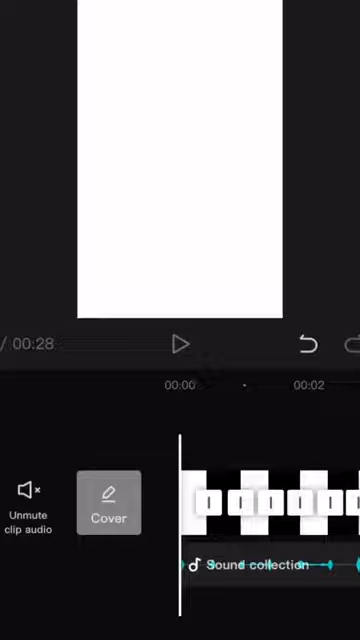 / 00:28
00:00
00:02
Unmute
clip audio
Cover
Sound collection